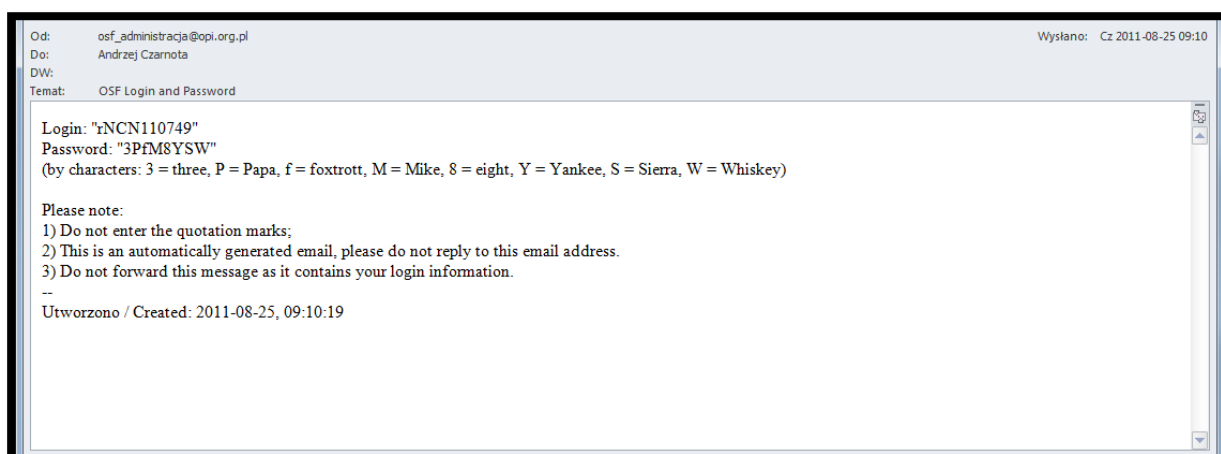 Od: osf_administracja@opi.org.pl Wysłano: Cz 2011-08-25 09:10
Do: Andrzej Czarnota
DW:
Temat: OSF Login and Password
Login: "rNCN110749"
Password: "3PfM8YSW"
(by characters: 3 = three, P = Papa, f = foxtrott, M = Mike, 8 = eight, Y = Yankee, S = Sierra, W = Whiskey)
Please note:
1) Do not enter the quotation marks;
2) This is an automatically generated email, please do not reply to this email address.
3) Do not forward this message as it contains your login information.
--
Utworzono / Created: 2011-08-25, 09:10:19